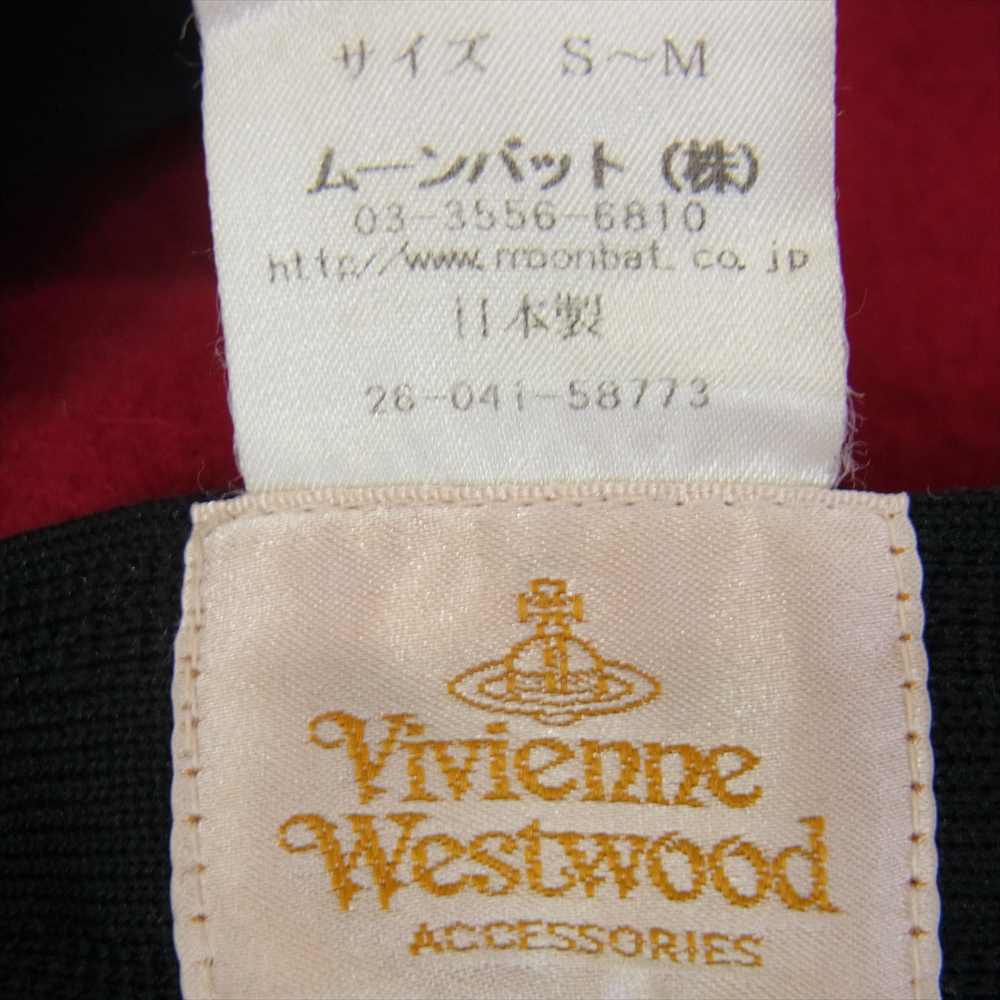 サイズ S～M
ムーンバット(株)
03-3556-6810
http//www.moonbat.co.jp
日本製
26-041-58773
Vivienne
Westwood
ACCESSORIES